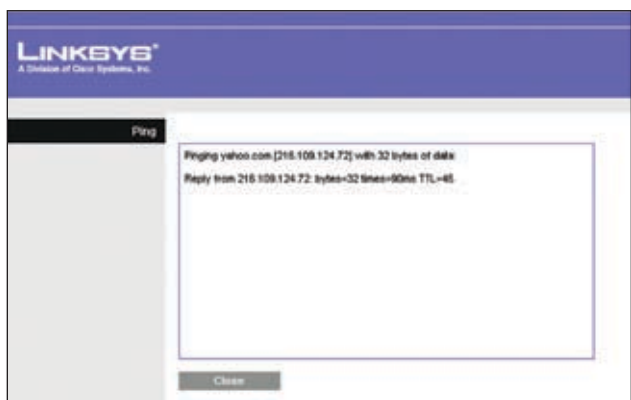 LINKSYS®
A Division of Cisco Systems, Inc.
Ping
Pinging yahoo.com [216.109.124.72] with 32 bytes of data:
Reply from 216.109.124.72: bytes=32 times=90ms TTL=46
Close